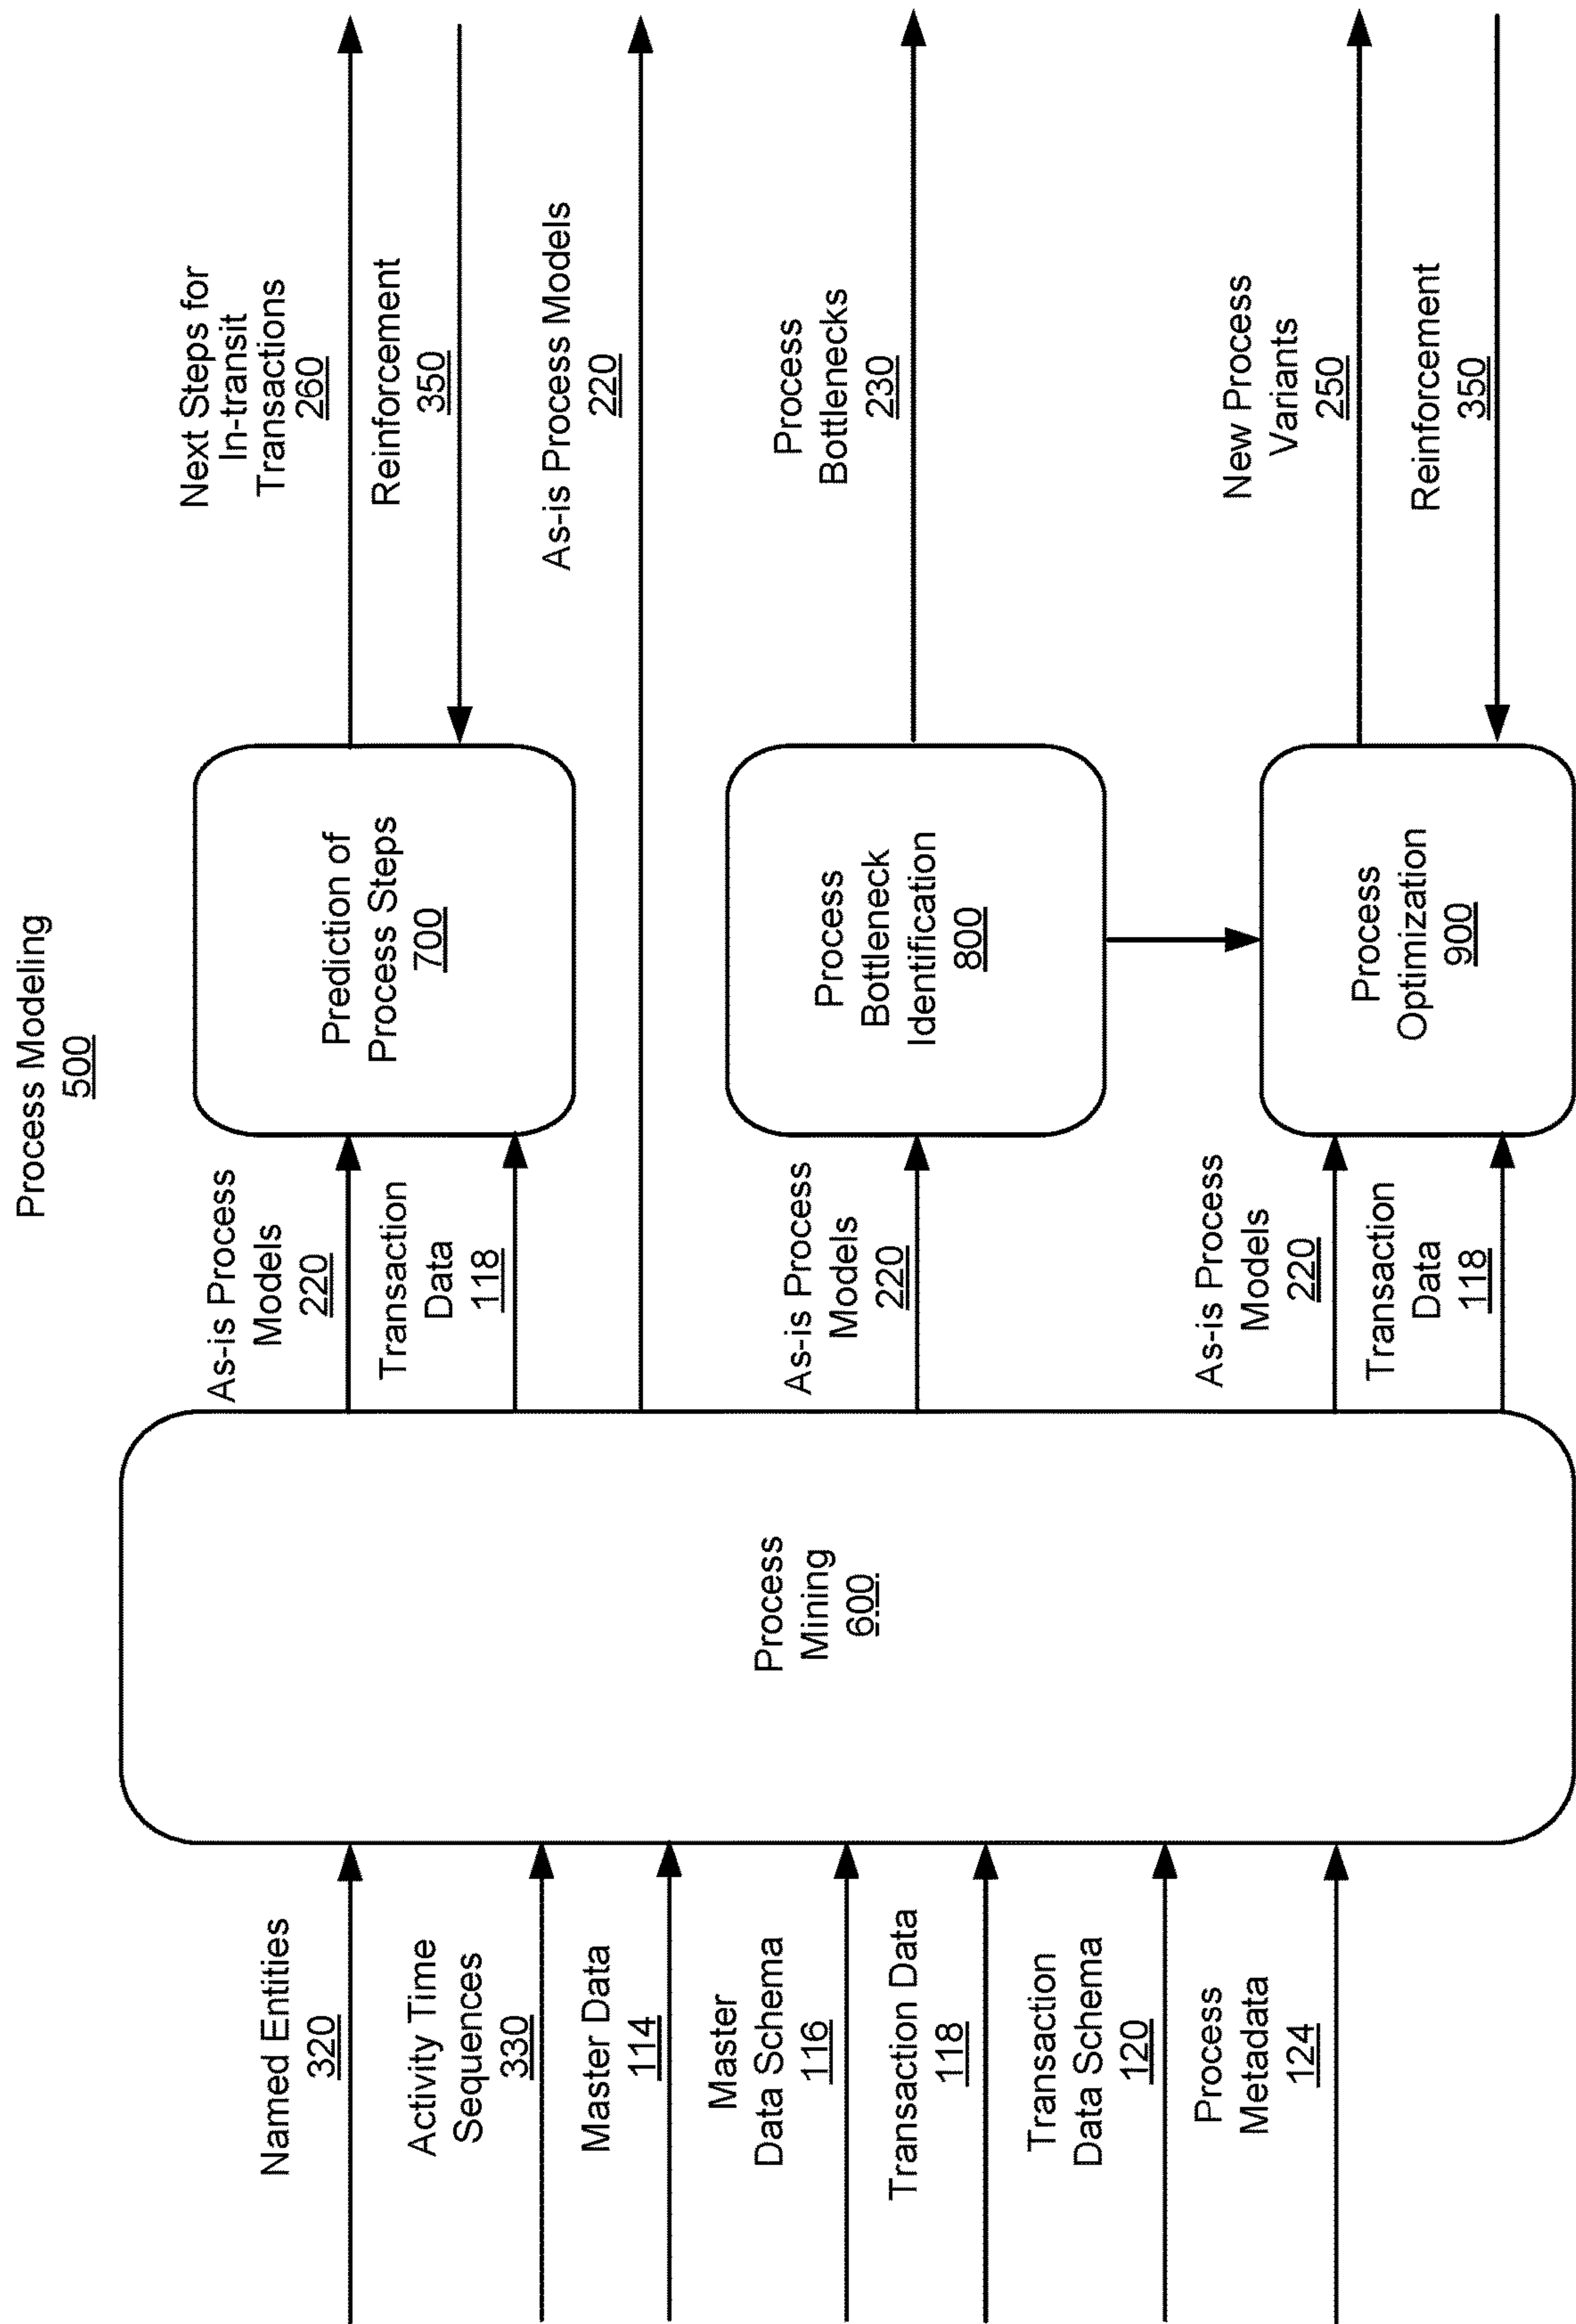 Process Modeling
500
Named Entities
320
Activity Time
Sequences
330
Master Data
114
Master
Data Schema
116
Transaction Data
118
Transaction
Data Schema
120
Process
Metadata
124
Process
Mining
600
As-is Process
Models
220
Transaction
Data
118
As-is Process
Models
220
As-is Process
Models
220
Transaction
Data
118
Prediction of
Process Steps
700
Process
Bottleneck
Identification
800
Process
Optimization
900
Next Steps for
In-transit
Transactions
260
Reinforcement
350
As-is Process Models
220
Process
Bottlenecks
230
New Process
Variants
250
Reinforcement
350